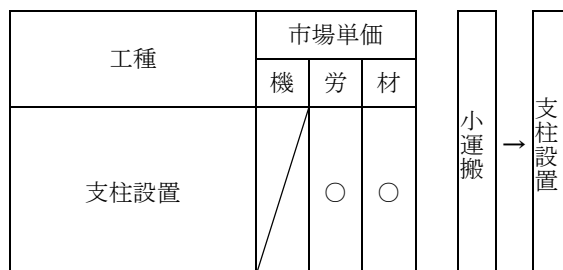 工種
市場単価
機 労 材
支柱設置 ○ ○
小運搬 → 支柱設置